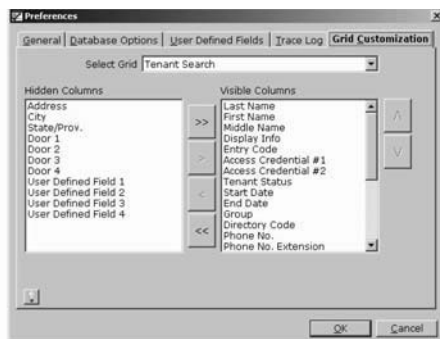 Preferences
General Database Options User Defined Fields Trace Log Grid Customization
Select Grid Tenant Search
Hidden Columns
Address
City
State/Prov.
Door 1
Door 2
Door 3
Door 4
User Defined Field 1
User Defined Field 2
User Defined Field 3
User Defined Field 4
>>
>
<
<<
Visible Columns
Last Name
First Name
Middle Name
Display Info
Entry Code
Access Credential #1
Access Credential #2
Tenant Status
Start Date
End Date
Group
Directory Code
Phone No.
Phone No. Extension
OK Cancel